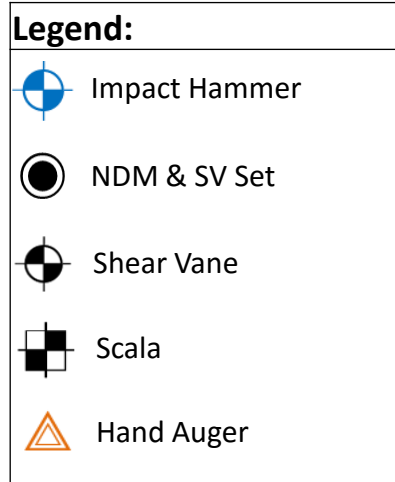 Legend:
Impact Hammer
NDM & SV Set
Shear Vane
Scala
Hand Auger